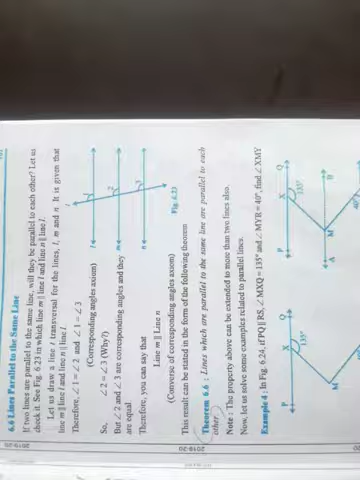 6.6 Lines Parallel to the Same Line
If two lines are parallel to the same line, will they be parallel to each other? Let us
check it. See Fig. 6.23 in which line m || line l and line n || line l.
Let us draw a line t transversal for the lines, l, m and n. It is given that
line m || line l and line n || line l.
Therefore, ∠ 1 = ∠ 2 and ∠ 1 = ∠ 3
(Corresponding angles axiom)
So, ∠ 2 = ∠ 3 (Why?)
But ∠ 2 and ∠ 3 are corresponding angles and they
are equal
Therefore, you can say that
Line m || Line n
(Converse of corresponding angles axiom)
t
l
1
m
2
n
3
Fig. 6.23
This result can be stated in the form of the following theorem
Theorem 6.6 : Lines which are parallel to the same line are parallel to each
other.
Note : The property above can be extended to more than two lines also.
Now, let us solve some examples related to parallel lines.
Example 4 : In Fig. 6.24, if PQ || RS, ∠ MXQ = 135° and ∠ MYR = 40°, find ∠ XMY
P X Q
135°
M
P X Q
135°
A M B
40°
2019-20
2019-20